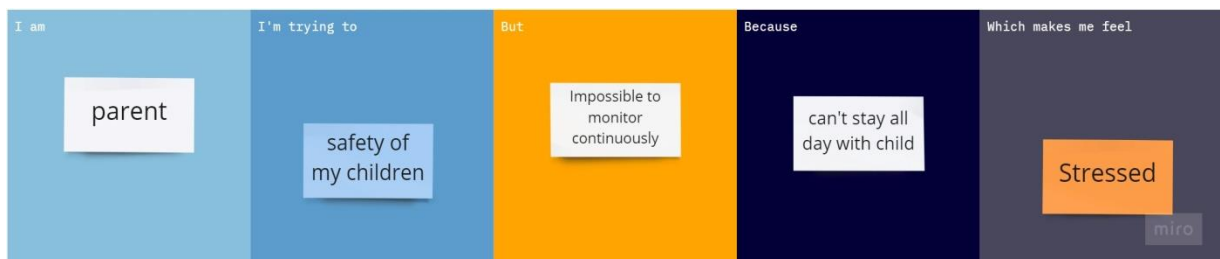 I am
parent
I'm trying to
safety of
my children
But
Impossible to
monitor
continuously
Because
can't stay all
day with child
Which makes me feel
Stressed
miro